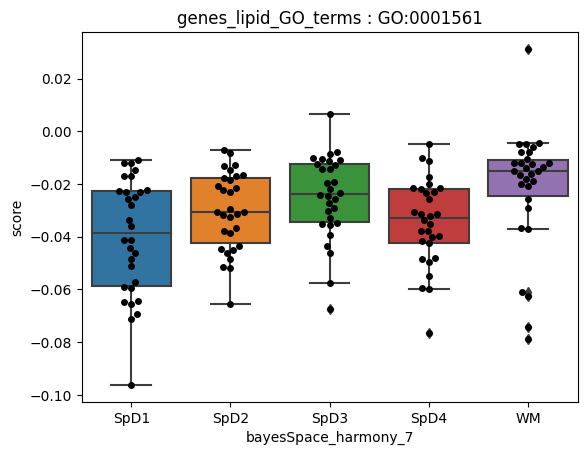 genes_lipid_GO_terms : GO:0001561
0.02
0.00
−0.02
−0.04
−0.06
−0.08
−0.10
score
SpD1 SpD2 SpD3 SpD4 WM
bayesSpace_harmony_7